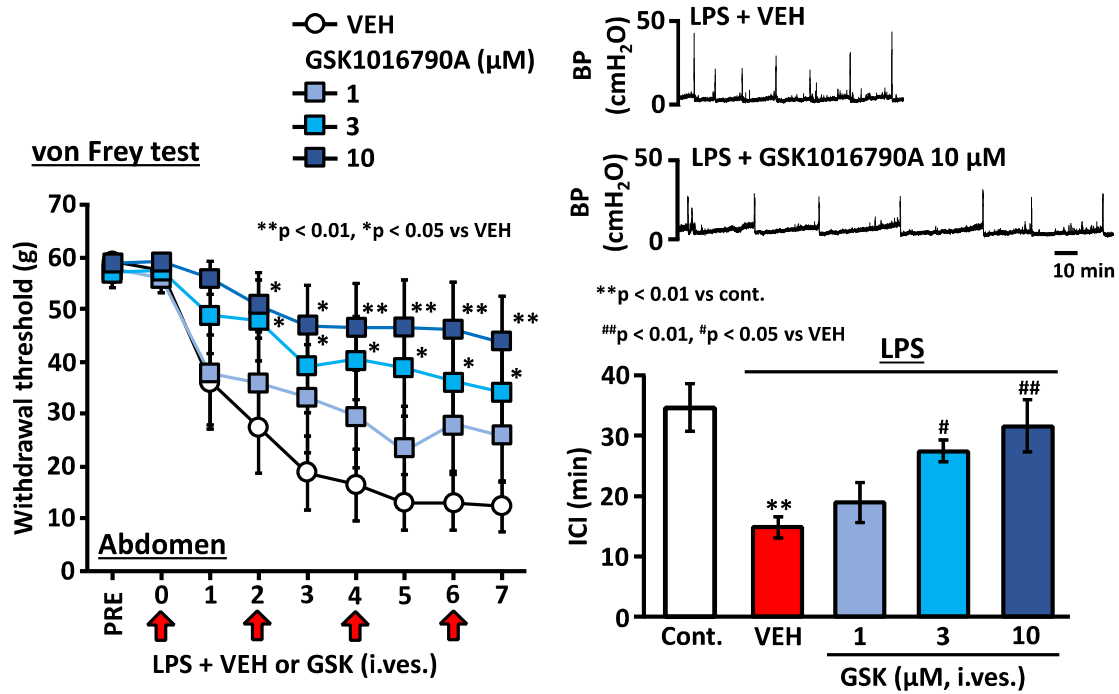 VEH
GSK1016790A (μM)
1
3
10
von Frey test
**p < 0.01, *p < 0.05 vs VEH
Withdrawal threshold (g)
70
60
50
40
30
20
10
0
* * * * ** * ** * ** * ** *
Abdomen
PRE 0 1 2 3 4 5 6 7
LPS + VEH or GSK (i.ves.)
LPS + VEH
BP
(cmH₂O)
50
0
LPS + GSK1016790A 10 μM
BP
(cmH₂O)
50
0
10 min
**p < 0.01 vs cont.
##p < 0.01, #p < 0.05 vs VEH
LPS
ICI (min)
40
30
20
10
0
**
#
##
Cont. VEH 1 3 10
GSK (μM, i.ves.)